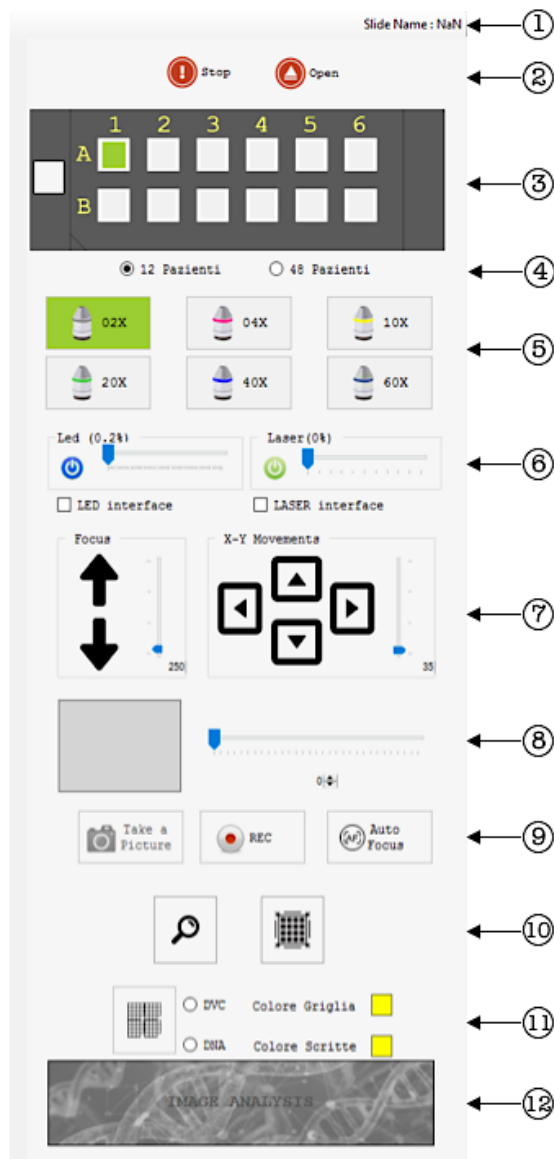 Slide Name : NaN
①
Stop Open
②
1 2 3 4 5 6
A
B
③
12 Pazienti 48 Pazienti
④
02X 04X 10X
20X 40X 60X
⑤
Led (0.2%) Laser(0%)
⑥
LED interface LASER interface
Focus X-Y Movements
⑦
250 35
⑧
0
Take a
Picture
REC
AF
Auto
Focus
⑨
⑩
DVC Colore Griglia
⑪
DNA Colore Scritte
IMAGE ANALYSIS
⑫